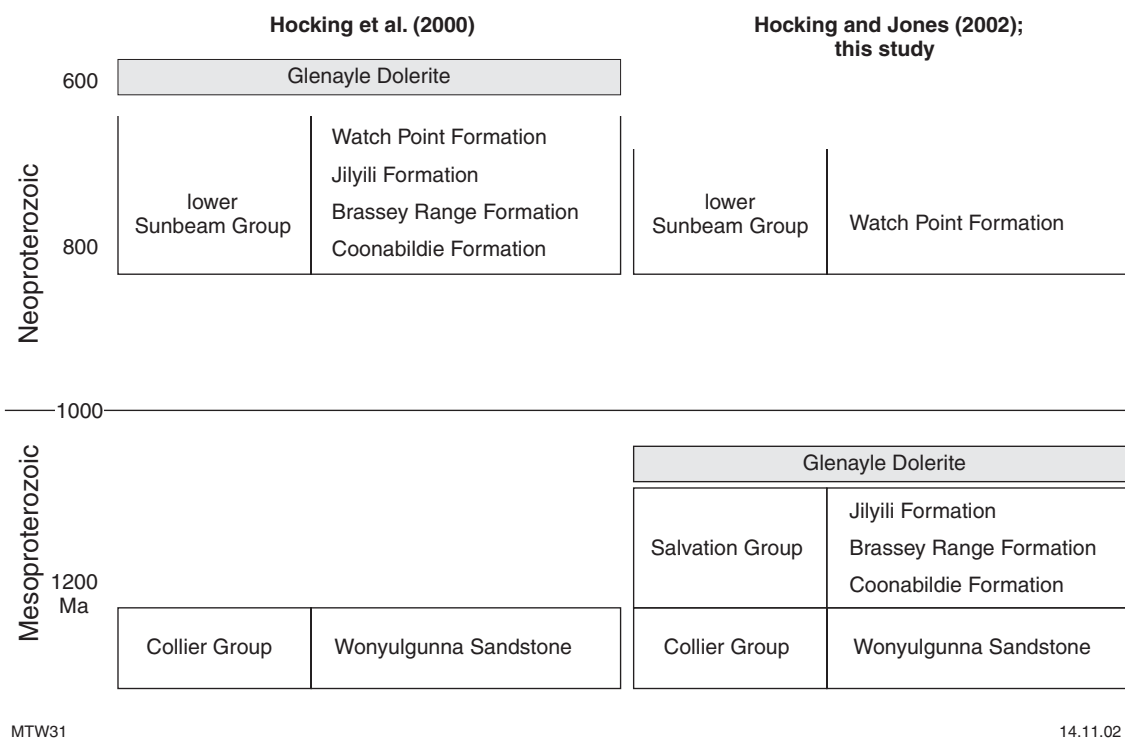 Hocking et al. (2000)
Hocking and Jones (2002);
this study
Neoproterozoic
600
Glenayle Dolerite
lower
Sunbeam Group
Watch Point Formation
Jilyili Formation
Brassey Range Formation
Coonabildie Formation
lower
Sunbeam Group
Watch Point Formation
800
1000
Mesoproterozoic
Glenayle Dolerite
Salvation Group
Jilyili Formation
Brassey Range Formation
Coonabildie Formation
1200
Ma
Collier Group
Wonyulgunna Sandstone
Collier Group
Wonyulgunna Sandstone
MTW31
14.11.02